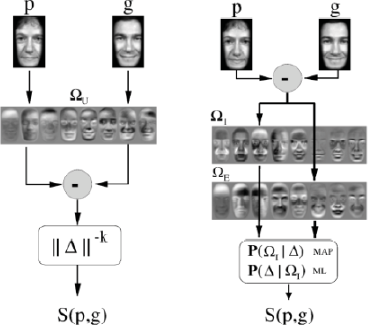 p g
Ω_U
-
‖ Δ ‖^-k
S(p,g)
p g
-
Ω_I
Ω_E
P(Ω_I | Δ) MAP
P(Δ | Ω_I) ML
S(p,g)